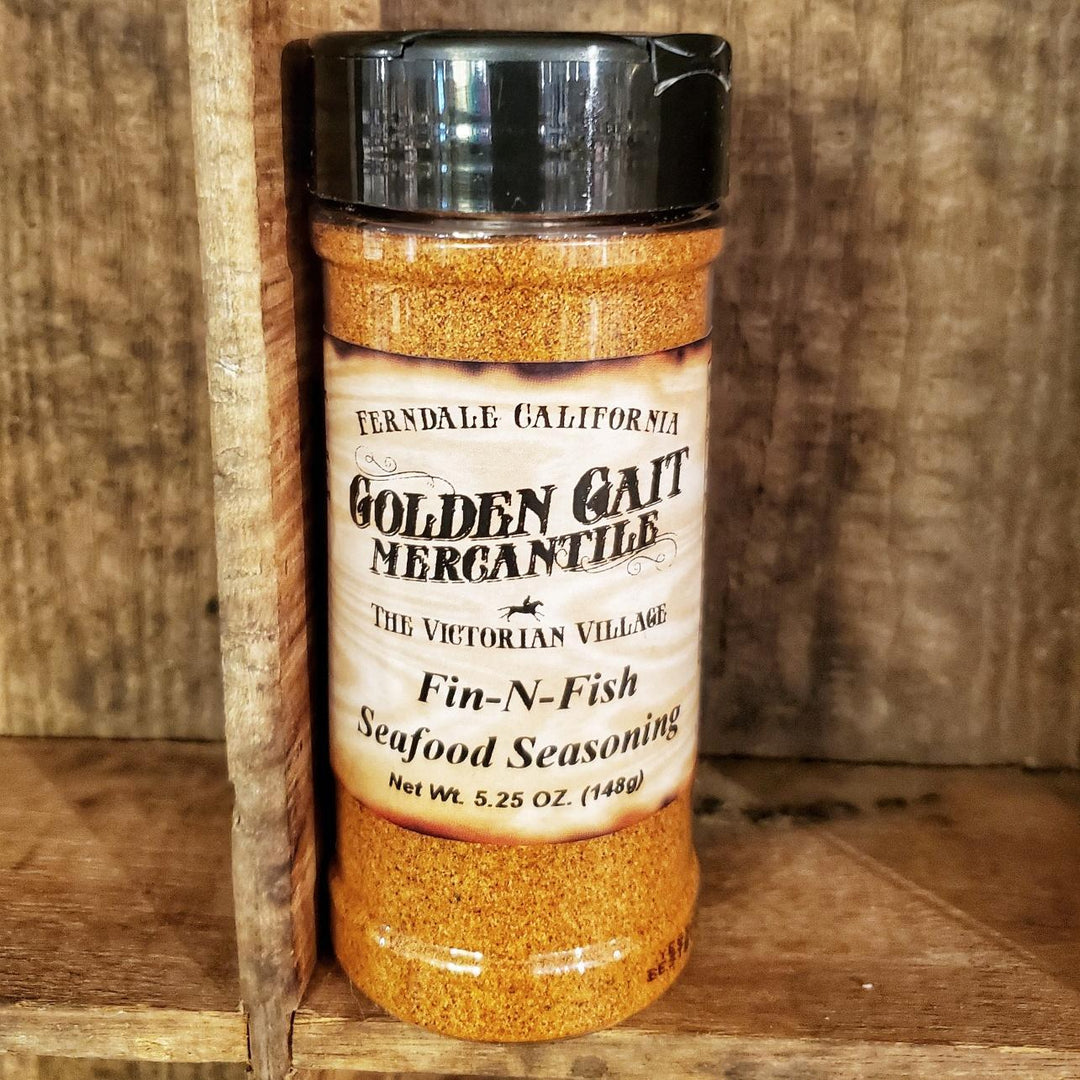 FERNDALE CALIFORNIA
GOLDEN GAIT
MERCANTILE
THE VICTORIAN VILLAGE
Fin-N-Fish
Seafood Seasoning
Net Wt. 5.25 OZ. (148g)